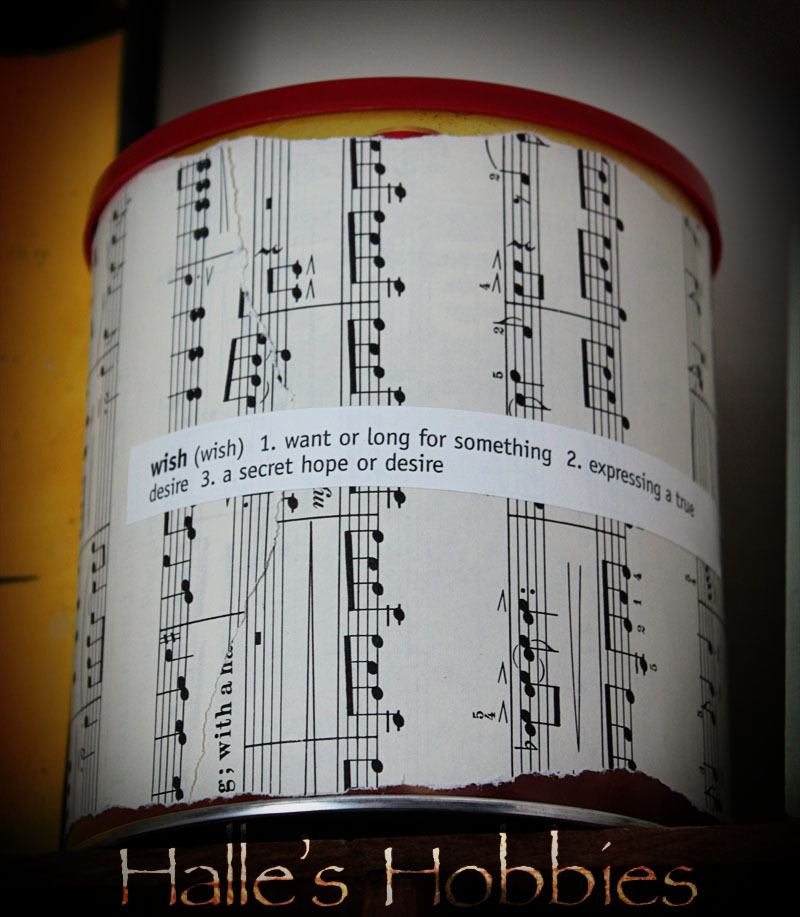 wish (wish) 1. want or long for something 2. expressing a true
desire 3. a secret hope or desire
mf
g; with a
Halle's Hobbies